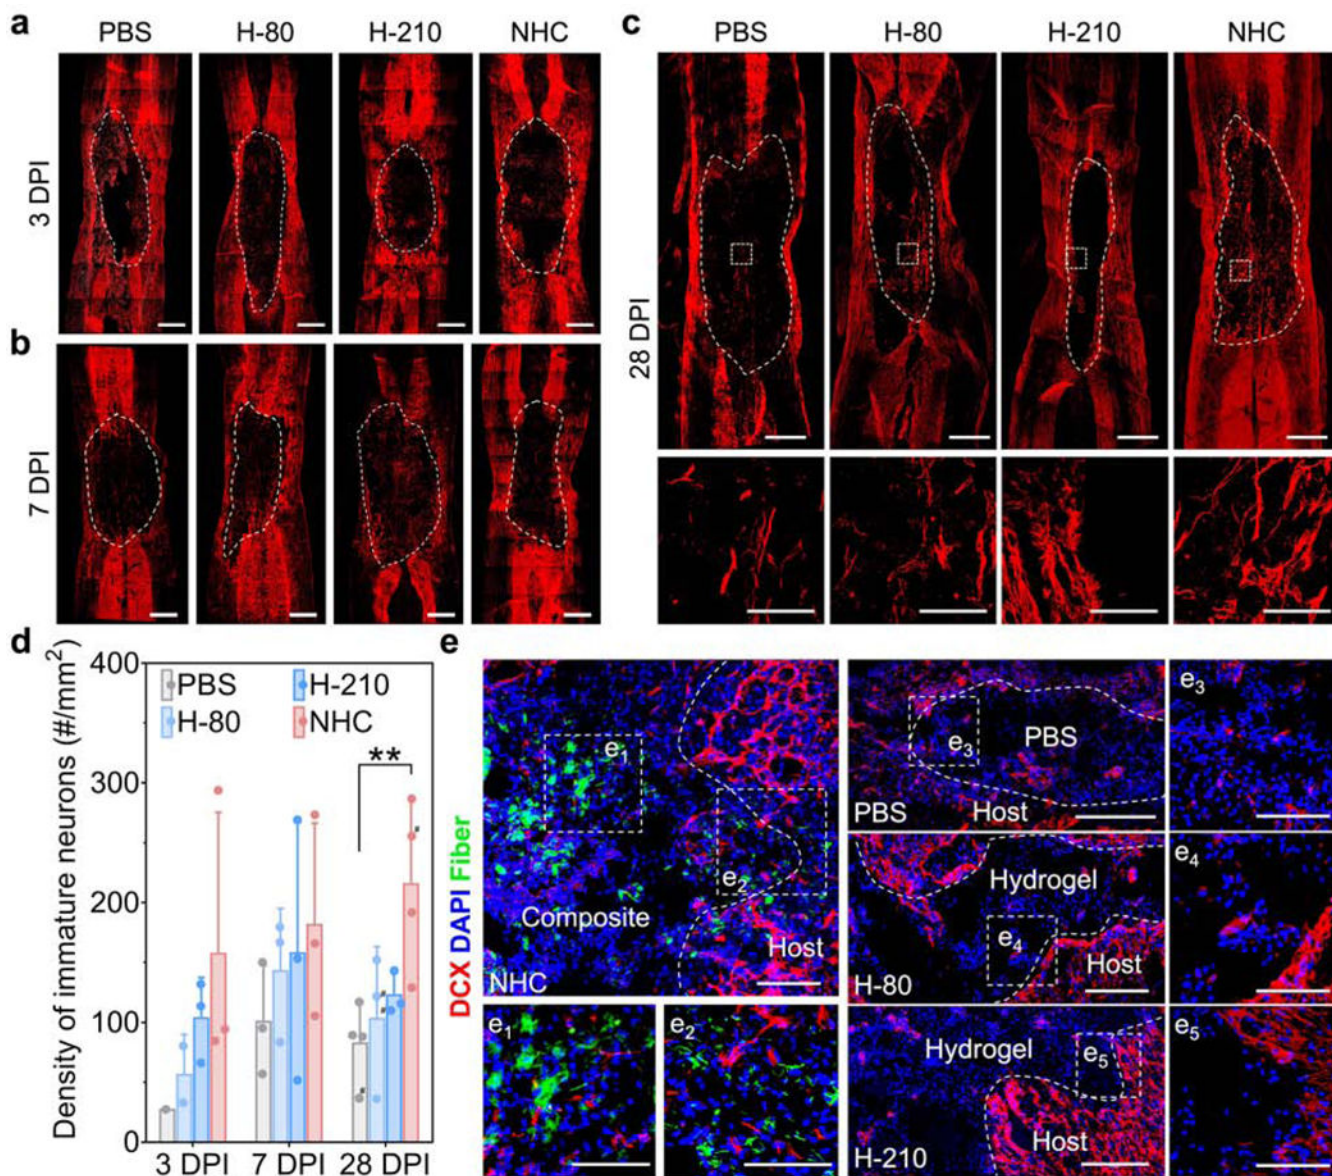 a
PBS H-80 H-210 NHC
3 DPI
b
7 DPI
c
PBS H-80 H-210 NHC
28 DPI
d
Density of immature neurons (#/mm²)
400
300
200
100
0
PBS H-210
H-80 NHC
**
#
#
#
#
3 DPI 7 DPI 28 DPI
e
DCX DAPI Fiber
e₁
e₂
Composite
Host
NHC
e₁
e₂
e₃
PBS
Host
PBS
e₃
Hydrogel
e₄
Host
H-80
e₄
Hydrogel
e₅
Host
H-210
e₅